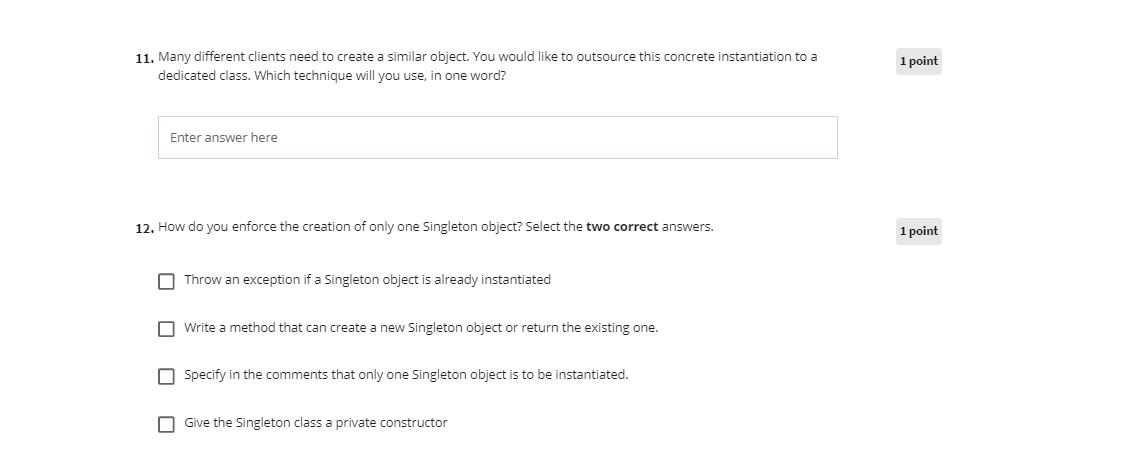 11. Many different clients need to create a similar object. You would like to outsource this concrete instantiation to a
1 point
dedicated class. Which technique will you use, in one word?
Enter answer here
12. How do you enforce the creation of only one Singleton object? Select the two correct answers.
1 point
Throw an exception if a Singleton object is already instantiated
Write a method that can create a new Singleton object or return the existing one.
Specify in the comments that only one Singleton object is to be instantiated.
Give the Singleton class a private constructor